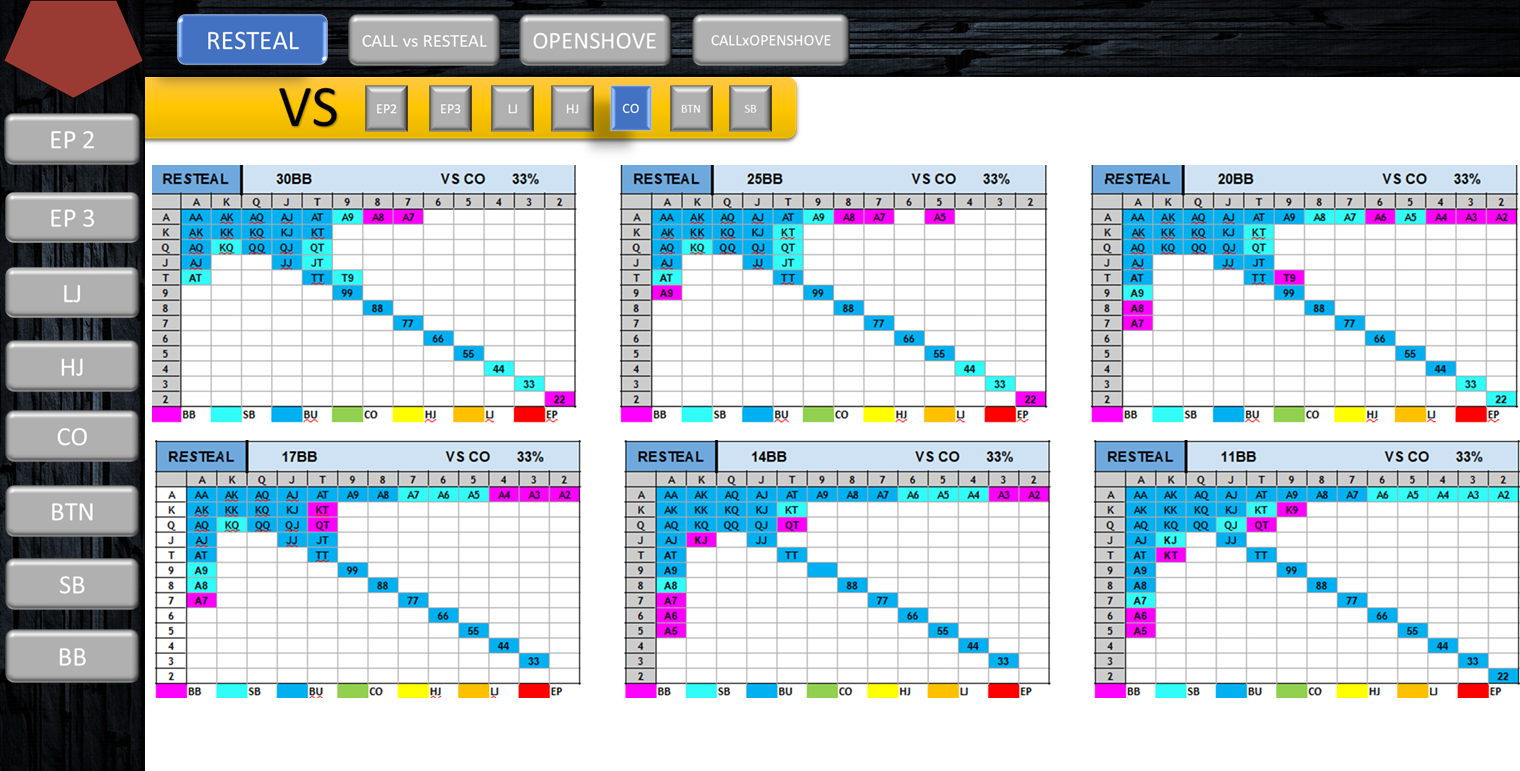 RESTEAL
CALL vs RESTEAL
OPENSHOVE
CALLxOPENSHOVE
VS
EP2
EP3
LJ
HJ
CO
BTN
SB
EP 2
EP 3
LJ
HJ
CO
BTN
SB
BB
RESTEAL 30BB VS CO 33%
A K Q J T 9 8 7 6 5 4 3 2
A AA AK AQ AJ AT A9 A8 A7
K AK KK KQ KJ KT
Q AQ KQ QQ QJ QT
J AJ JJ JT
T AT TT T9
9 99
8 88
7 77
6 66
5 55
4 44
3 33
2 22
BB SB BU CO HJ LJ EP
RESTEAL 25BB VS CO 33%
A K Q J T 9 8 7 6 5 4 3 2
A AA AK AQ AJ AT A9 A8 A7 A5
K AK KK KQ KJ KT
Q AQ KQ QQ QJ QT
J AJ JJ JT
T AT TT
9 A9 99
8 88
7 77
6 66
5 55
4 44
3 33
2 22
BB SB BU CO HJ LJ EP
RESTEAL 20BB VS CO 33%
A K Q J T 9 8 7 6 5 4 3 2
A AA AK AQ AJ AT A9 A8 A7 A6 A5 A4 A3 A2
K AK KK KQ KJ KT
Q AQ KQ QQ QJ QT
J AJ JJ JT
T AT TT T9
9 A9 99
8 A8 88
7 A7 77
6 66
5 55
4 44
3 33
2 22
BB SB BU CO HJ LJ EP
RESTEAL 17BB VS CO 33%
A K Q J T 9 8 7 6 5 4 3 2
A AA AK AQ AJ AT A9 A8 A7 A6 A5 A4 A3 A2
K AK KK KQ KJ KT
Q AQ KQ QQ QJ QT
J AJ JJ JT
T AT TT
9 A9 99
8 A8 88
7 A7 77
6 66
5 55
4 44
3 33
2
BB SB BU CO HJ LJ EP
RESTEAL 14BB VS CO 33%
A K Q J T 9 8 7 6 5 4 3 2
A AA AK AQ AJ AT A9 A8 A7 A6 A5 A4 A3 A2
K AK KK KQ KJ KT
Q AQ KQ QQ QJ QT
J AJ KJ JJ
T AT TT
9 A9
8 A8 88
7 A7 77
6 A6 66
5 A5 55
4 44
3 33
2
BB SB BU CO HJ LJ EP
RESTEAL 11BB VS CO 33%
A K Q J T 9 8 7 6 5 4 3 2
A AA AK AQ AJ AT A9 A8 A7 A6 A5 A4 A3 A2
K AK KK KQ KJ KT K9
Q AQ KQ QQ QJ QT
J AJ KJ JJ
T AT KT TT
9 A9 99
8 A8 88
7 A7 77
6 A6 66
5 A5 55
4 44
3 33
2 22
BB SB BU CO HJ LJ EP